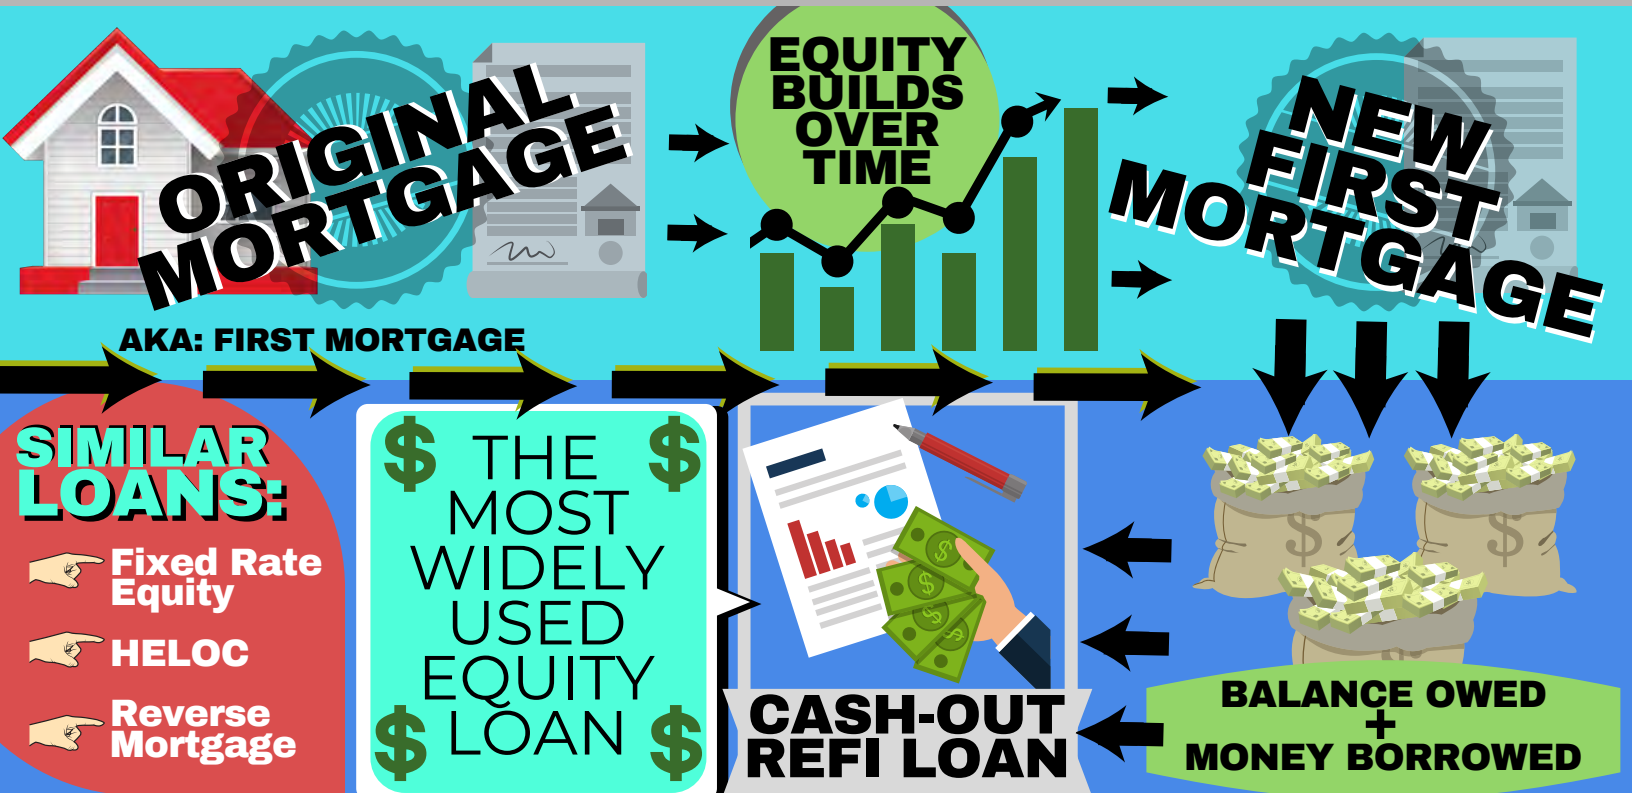 ORIGINAL
MORTGAGE
AKA: FIRST MORTGAGE
EQUITY
BUILDS
OVER
TIME
NEW
FIRST
MORTGAGE
SIMILAR
LOANS:
Fixed Rate
Equity
HELOC
Reverse
Mortgage
$ $
THE
MOST
WIDELY
USED
EQUITY
LOAN
$ $
CASH-OUT
REFI LOAN
$ $
BALANCE OWED
+
MONEY BORROWED